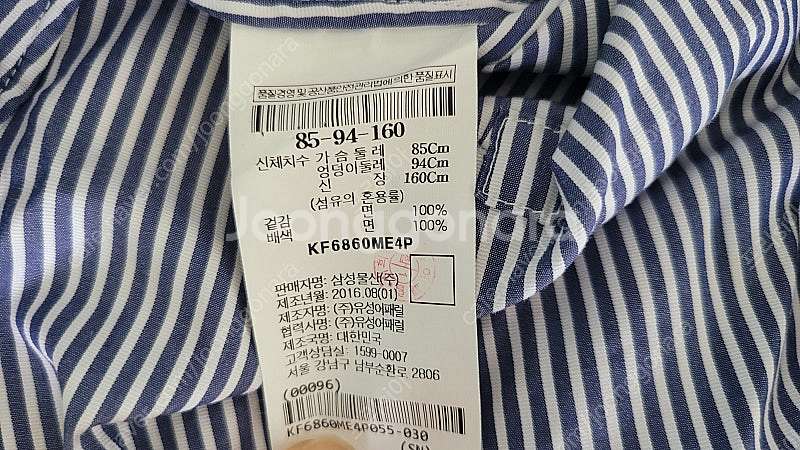 품질경영 및 공산품안전관리법에 의한 품질표시
85-94-160
신체치수 가슴둘레 85Cm
엉덩이둘레 94Cm
신 장 160Cm
(섬유의 혼용률)
겉감 면 100%
배색 면 100%
Joonggonara
KF6860ME4P
판매자명: 삼성물산(주)
제조년월: 2016.08(01)
제조자명: (주)유성어패럴
협력사명: (주)유성어패럴
제조국명: 대한민국
고객상담실: 1599-0007
서울 강남구 남부순환로 2806
(00096)
KF6860ME4P055-030
(SN)